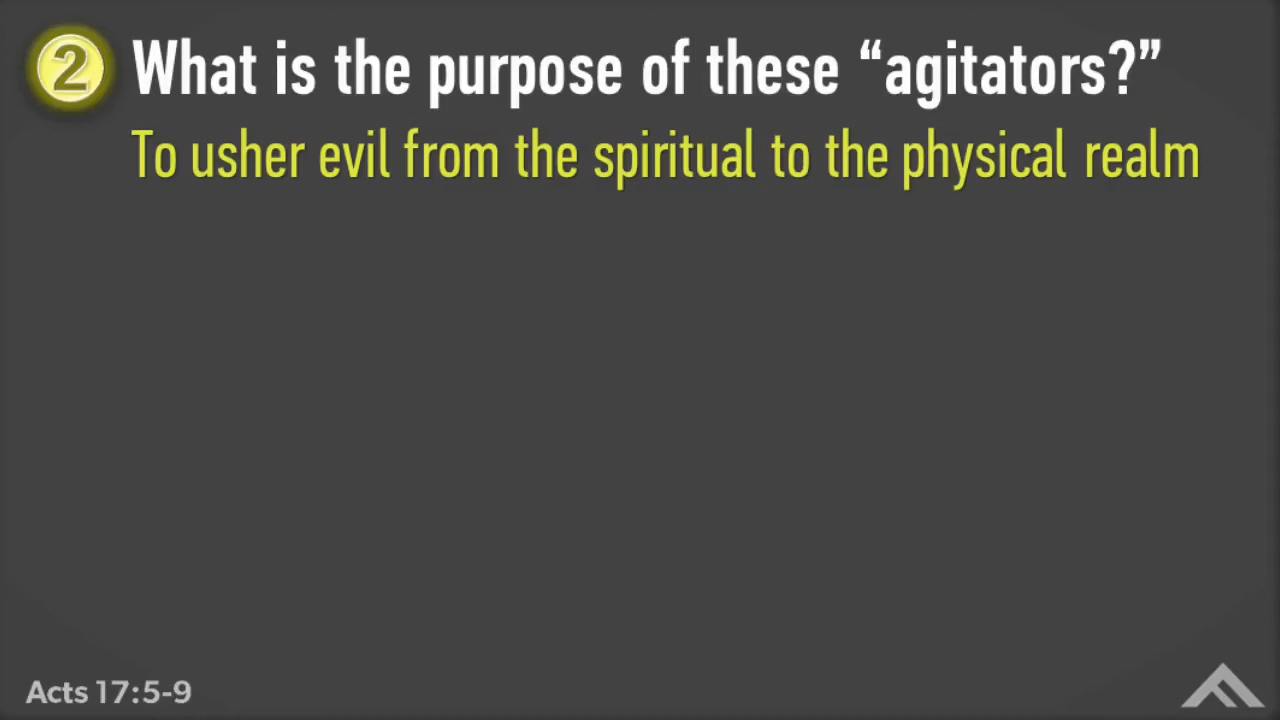 2 What is the purpose of these “agitators?”
To usher evil from the spiritual to the physical realm
Acts 17:5-9